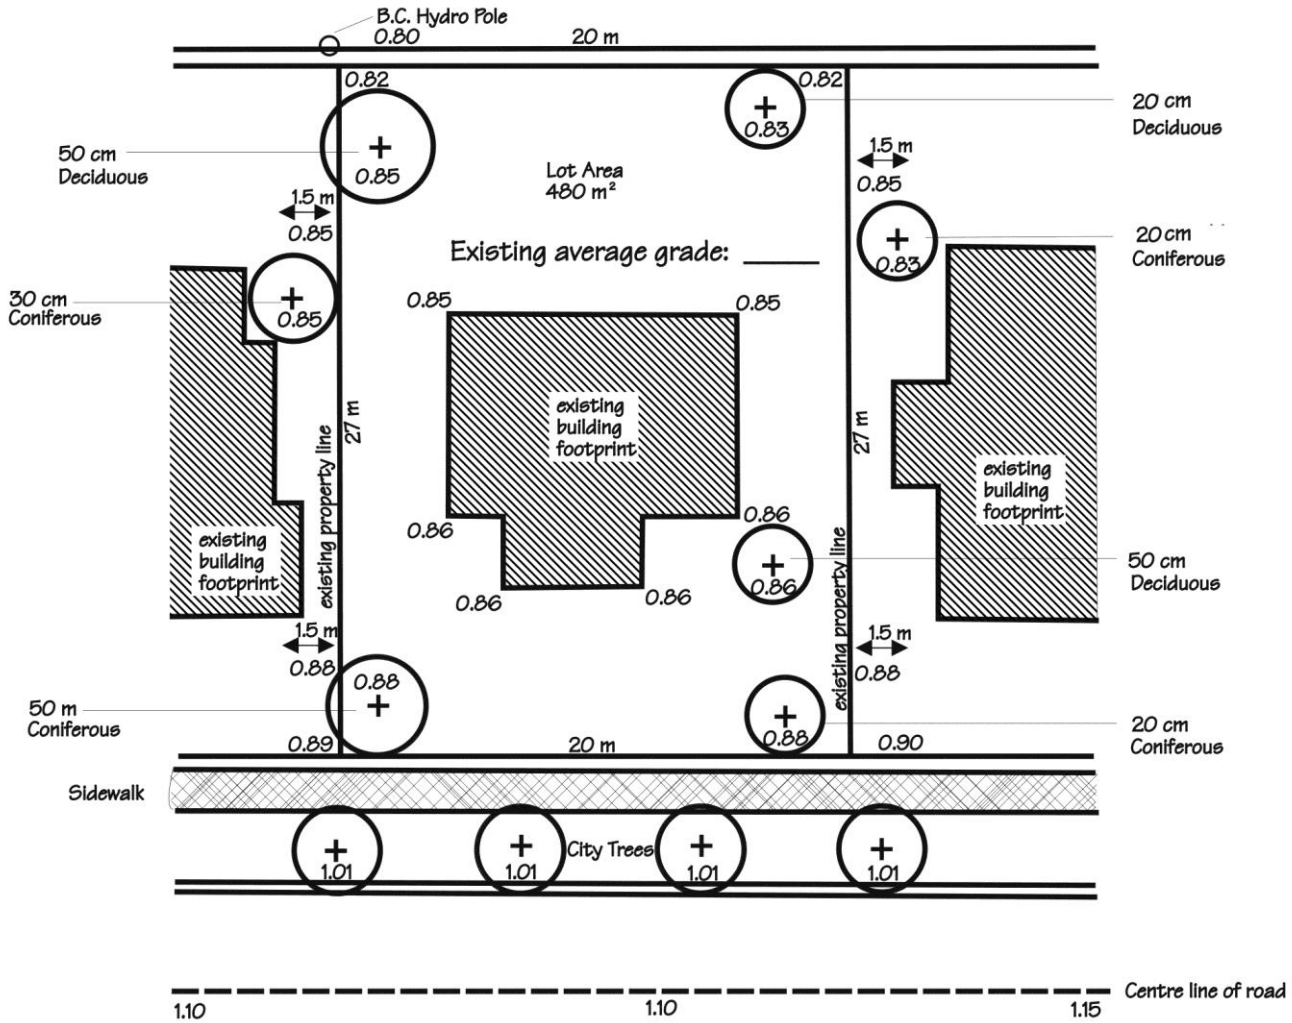 B.C. Hydro Pole
0.80
20 m
0.82
0.82
20 cm
Deciduous
0.83
50 cm
Deciduous
0.85
Lot Area
480 m²
1.5 m
0.85
1.5 m
0.85
Existing average grade: ______
20 cm
Coniferous
0.83
30 cm
Coniferous
0.85
0.85
0.85
existing
building
footprint
27 m
27 m
existing property line
existing
building
footprint
existing
building
footprint
0.86
0.86
existing property line
50 cm
Deciduous
0.86
0.86
0.86
1.5 m
0.88
1.5 m
0.88
50 m
Coniferous
0.88
20 cm
Coniferous
0.88
0.89
20 m
0.90
Sidewalk
City Trees
1.01
1.01
1.01
1.01
Centre line of road
1.10
1.10
1.15